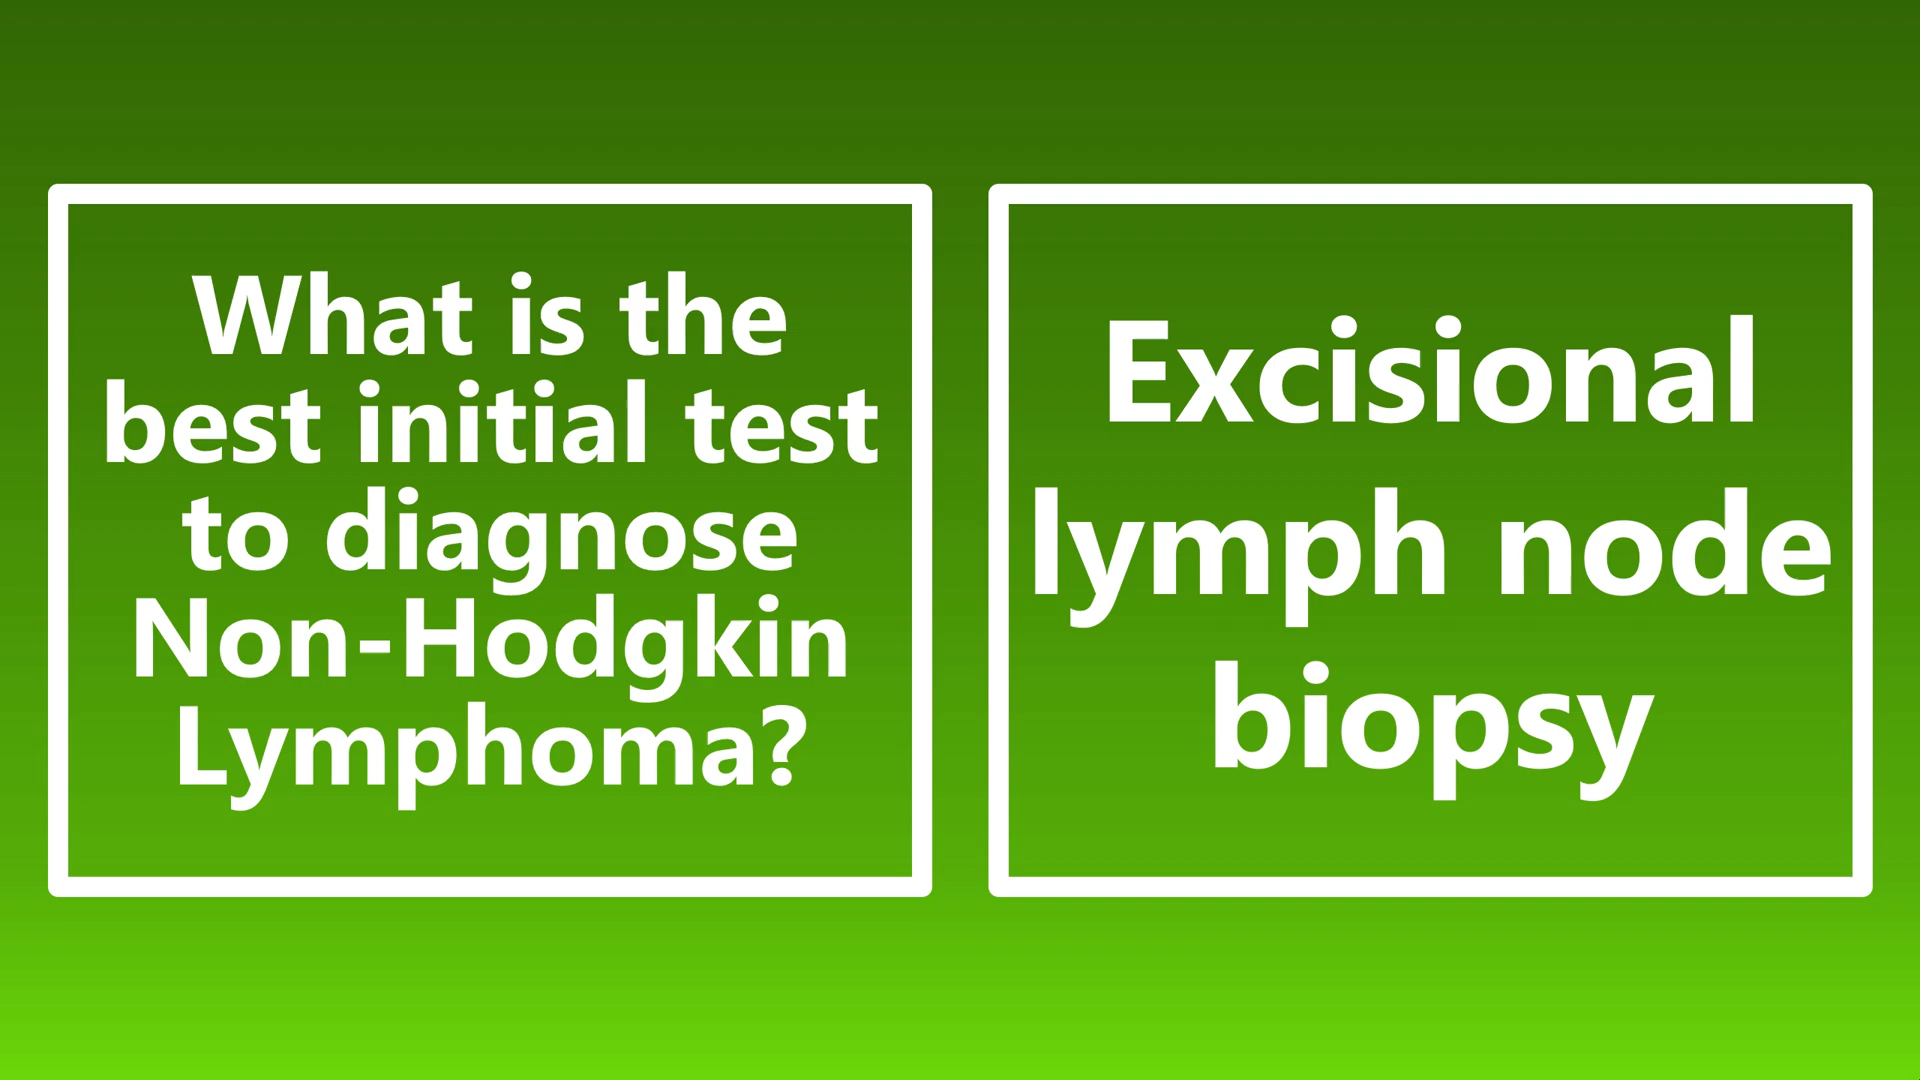 What is the
best initial test
to diagnose
Non-Hodgkin
Lymphoma?
Excisional
lymph node
biopsy